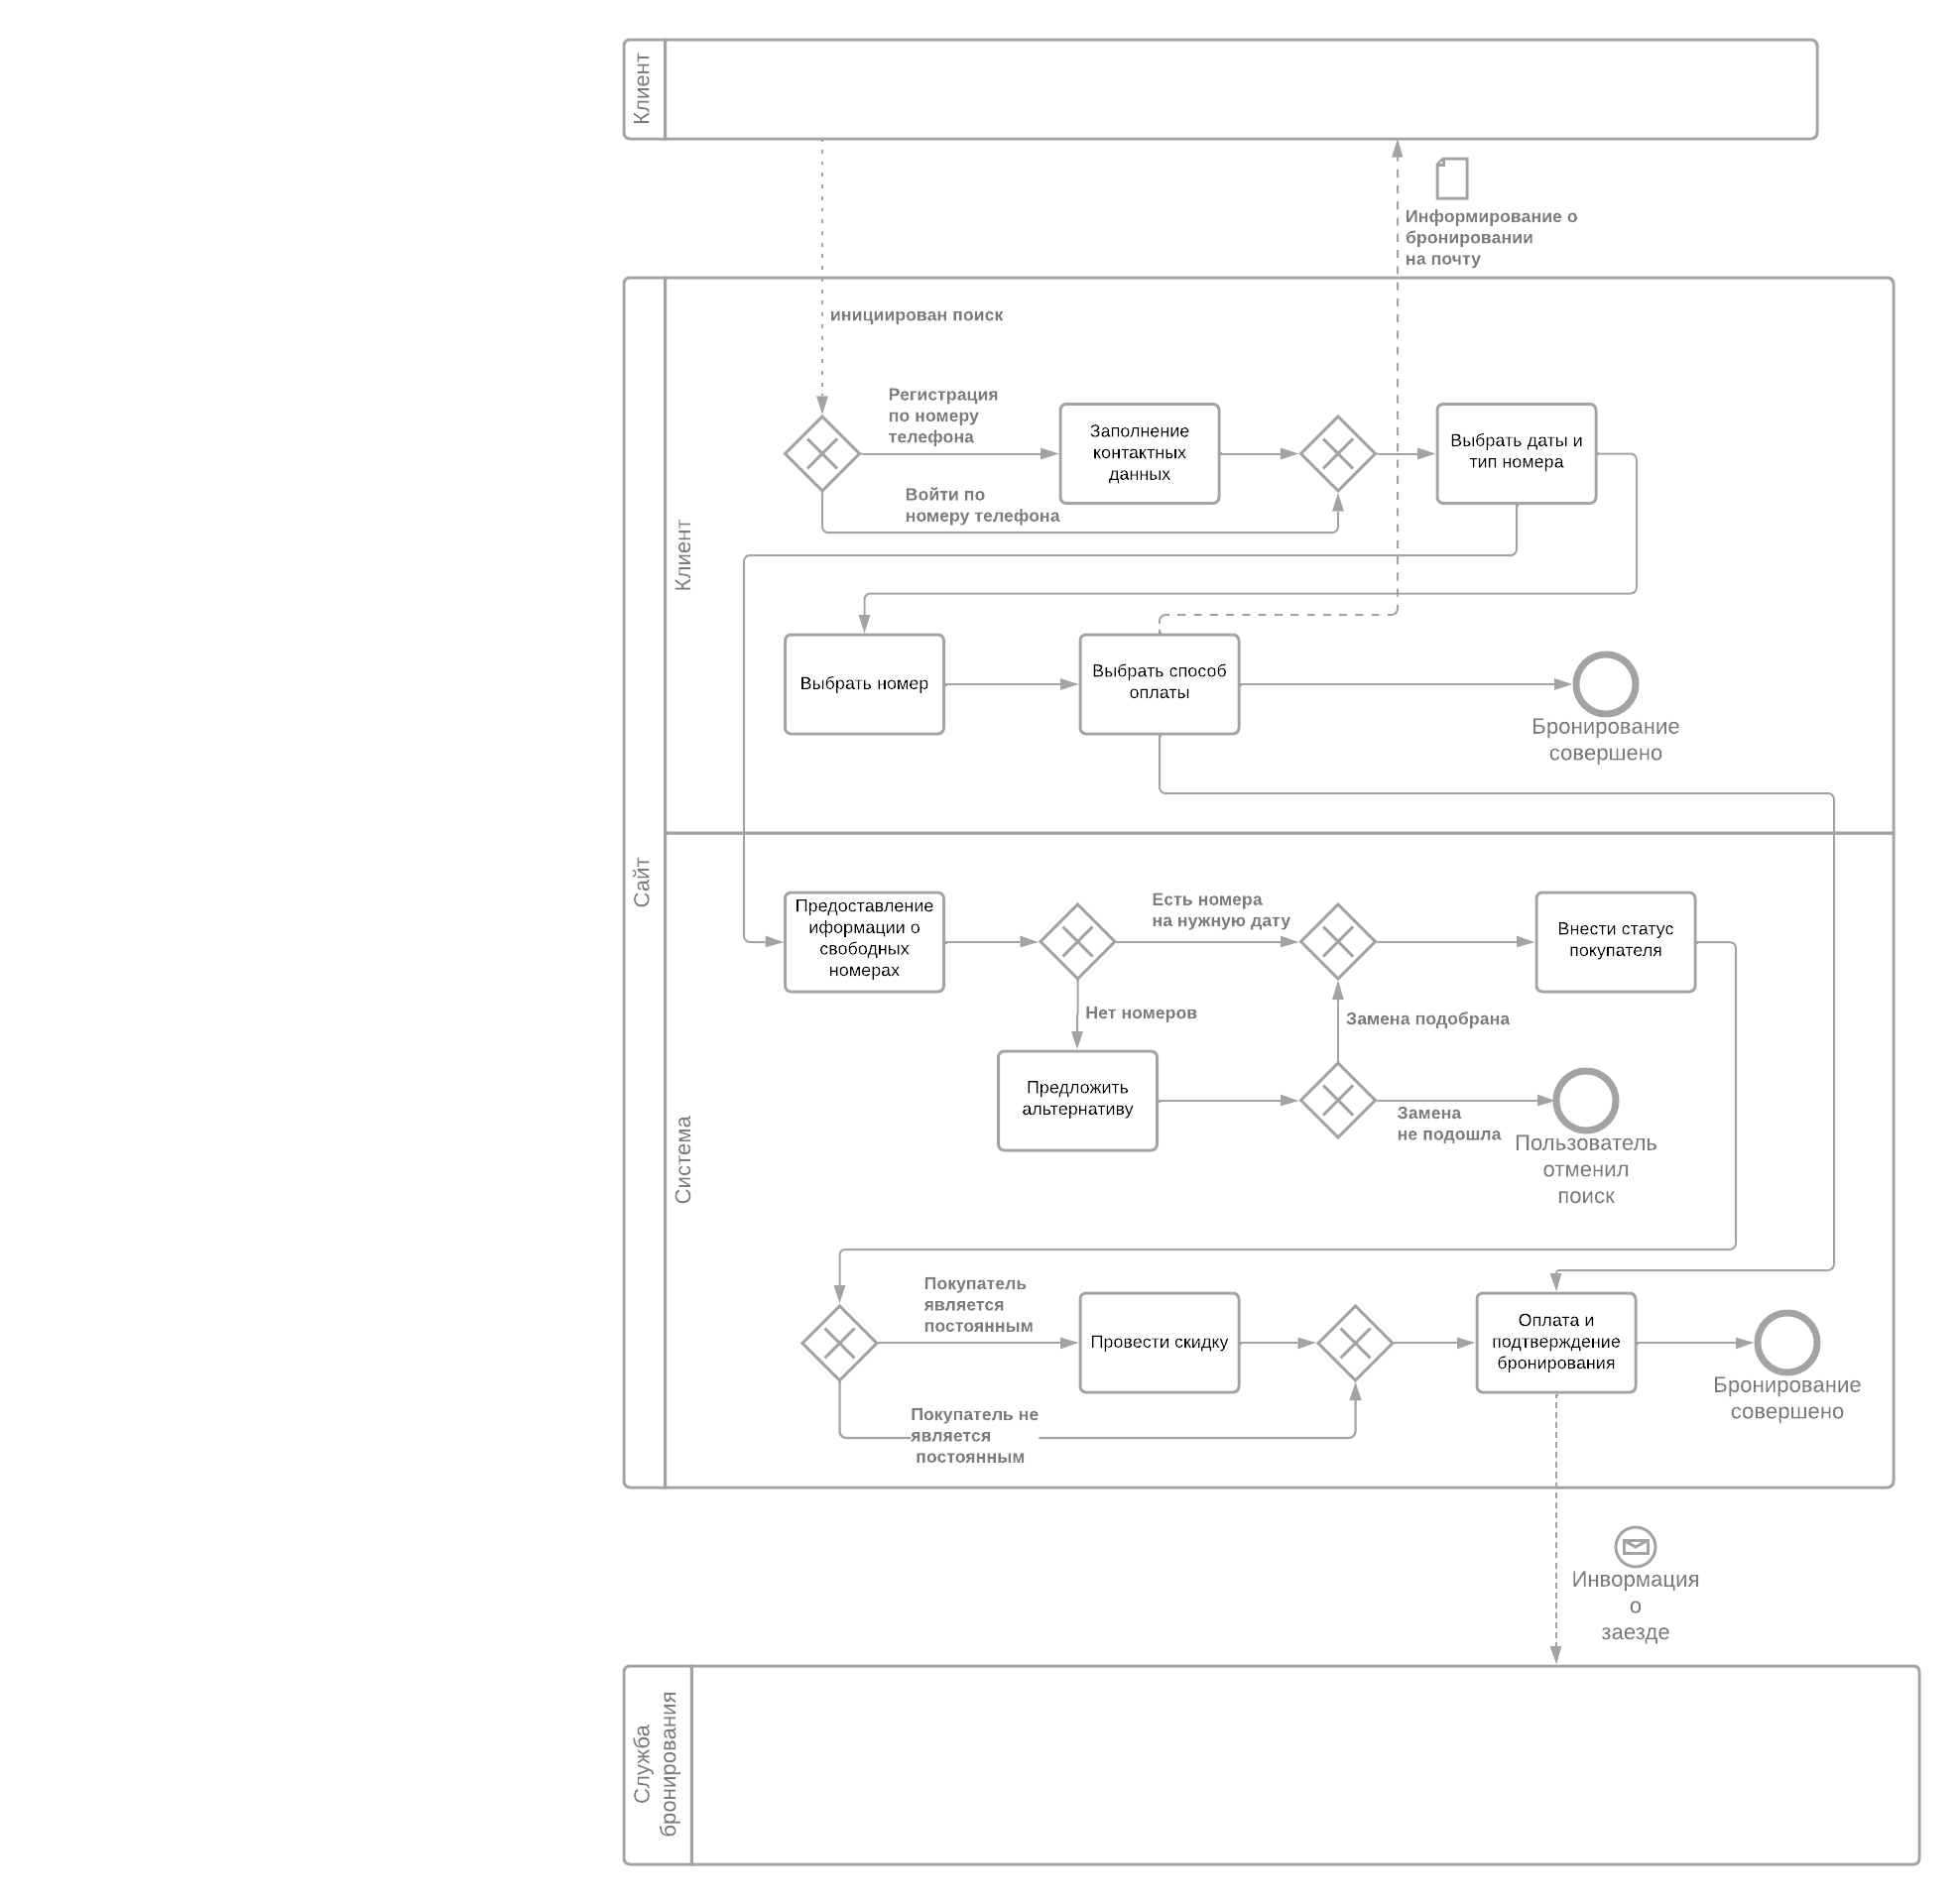 Клиент
Информирование о
бронировании
на почту
Сайт
Клиент
инициирован поиск
Регистрация
по номеру
телефона
Заполнение
контактных
данных
Выбрать даты и
тип номера
Войти по
номеру телефона
Выбрать номер
Выбрать способ
оплаты
Бронирование
совершено
Система
Предоставление
иформации о
свободных
номерах
Есть номера
на нужную дату
Внести статус
покупателя
Нет номеров
Замена подобрана
Предложить
альтернативу
Замена
не подошла
Пользователь
отменил
поиск
Покупатель
является
постоянным
Провести скидку
Оплата и
подтверждение
бронирования
Бронирование
совершено
Покупатель не
является
постоянным
Инвормация
о
заезде
Служба
бронирования